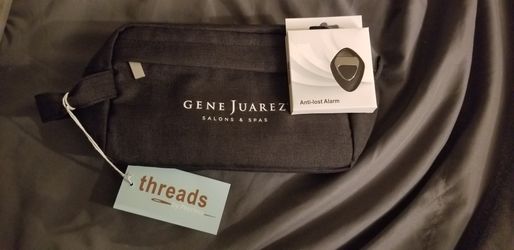 GENE JUAREZ
SALONS & SPAS
Anti-lost Alarm
threads